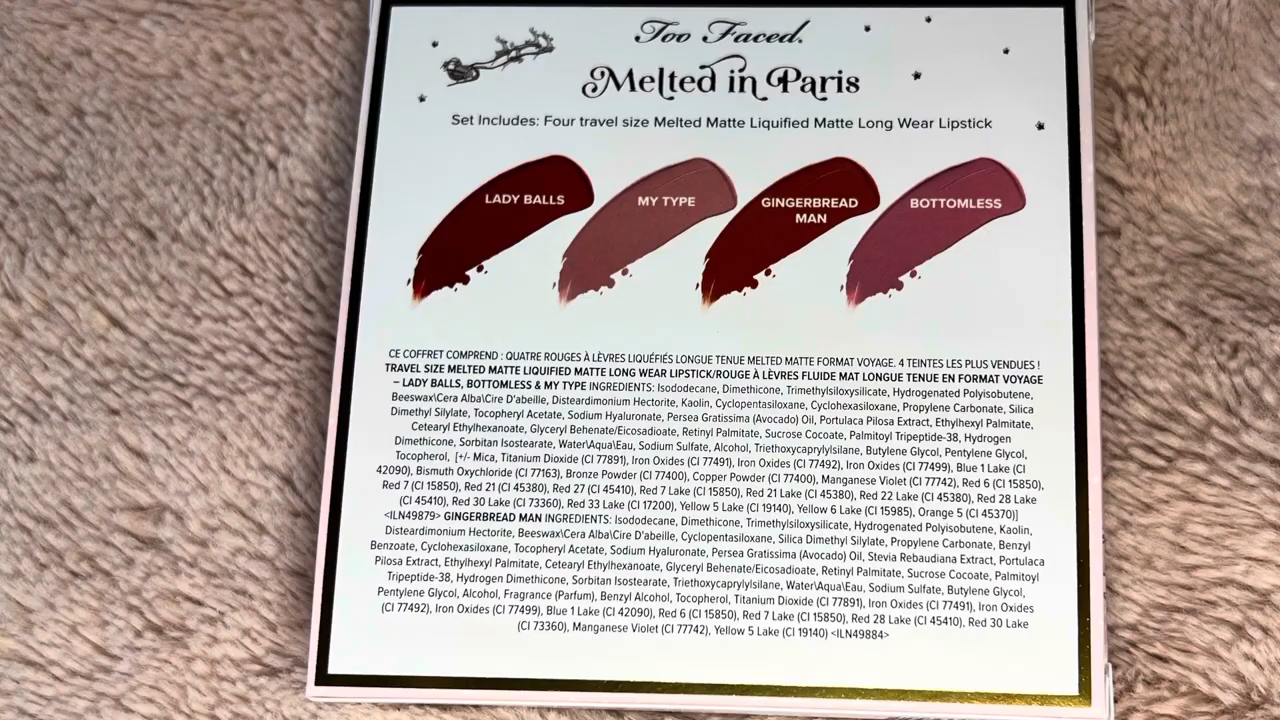 Too Faced.
Melted in Paris
Set Includes: Four travel size Melted Matte Liquified Matte Long Wear Lipstick
LADY BALLS
MY TYPE
GINGERBREAD
MAN
BOTTOMLESS
CE COFFRET COMPREND : QUATRE ROUGES À LÈVRES LIQUÉFIÉS LONGUE TENUE MELTED MATTE FORMAT VOYAGE. 4 TEINTES LES PLUS VENDUES !
TRAVEL SIZE MELTED MATTE LIQUIFIED MATTE LONG WEAR LIPSTICK/ROUGE À LÈVRES FLUIDE MAT LONGUE TENUE EN FORMAT VOYAGE
– LADY BALLS, BOTTOMLESS & MY TYPE INGREDIENTS: Isododecane, Dimethicone, Trimethylsiloxysilicate, Hydrogenated Polyisobutene,
Beeswax\Cera Alba\Cire D'abeille, Disteardimonium Hectorite, Kaolin, Cyclopentasiloxane, Cyclohexasiloxane, Propylene Carbonate, Silica
Dimethyl Silylate, Tocopheryl Acetate, Sodium Hyaluronate, Persea Gratissima (Avocado) Oil, Portulaca Pilosa Extract, Ethylhexyl Palmitate,
Cetearyl Ethylhexanoate, Glyceryl Behenate/Eicosadioate, Retinyl Palmitate, Sucrose Cocoate, Palmitoyl Tripeptide-38, Hydrogen
Dimethicone, Sorbitan Isostearate, Water\Aqua\Eau, Sodium Sulfate, Alcohol, Triethoxycaprylylsilane, Butylene Glycol, Pentylene Glycol,
Tocopherol, [+/- Mica, Titanium Dioxide (CI 77891), Iron Oxides (CI 77491), Iron Oxides (CI 77492), Iron Oxides (CI 77499), Blue 1 Lake (CI
42090), Bismuth Oxychloride (CI 77163), Bronze Powder (CI 77400), Copper Powder (CI 77400), Manganese Violet (CI 77742), Red 6 (CI 15850),
Red 7 (CI 15850), Red 21 (CI 45380), Red 27 (CI 45410), Red 7 Lake (CI 15850), Red 21 Lake (CI 45380), Red 22 Lake (CI 45380), Red 28 Lake
(CI 45410), Red 30 Lake (CI 73360), Red 33 Lake (CI 17200), Yellow 5 Lake (CI 19140), Yellow 6 Lake (CI 15985), Orange 5 (CI 45370)]
<ILN49879> GINGERBREAD MAN INGREDIENTS: Isododecane, Dimethicone, Trimethylsiloxysilicate, Hydrogenated Polyisobutene, Kaolin,
Disteardimonium Hectorite, Beeswax\Cera Alba\Cire D'abeille, Cyclopentasiloxane, Silica Dimethyl Silylate, Propylene Carbonate, Benzyl
Benzoate, Cyclohexasiloxane, Tocopheryl Acetate, Sodium Hyaluronate, Persea Gratissima (Avocado) Oil, Stevia Rebaudiana Extract, Portulaca
Pilosa Extract, Ethylhexyl Palmitate, Cetearyl Ethylhexanoate, Glyceryl Behenate/Eicosadioate, Retinyl Palmitate, Sucrose Cocoate, Palmitoyl
Tripeptide-38, Hydrogen Dimethicone, Sorbitan Isostearate, Triethoxycaprylylsilane, Water\Aqua\Eau, Sodium Sulfate, Butylene Glycol,
Pentylene Glycol, Alcohol, Fragrance (Parfum), Benzyl Alcohol, Tocopherol, Titanium Dioxide (CI 77891), Iron Oxides (CI 77491), Iron Oxides
(CI 77492), Iron Oxides (CI 77499), Blue 1 Lake (CI 42090), Red 6 (CI 15850), Red 7 Lake (CI 15850), Red 28 Lake (CI 45410), Red 30 Lake
(CI 73360), Manganese Violet (CI 77742), Yellow 5 Lake (CI 19140) <ILN49884>